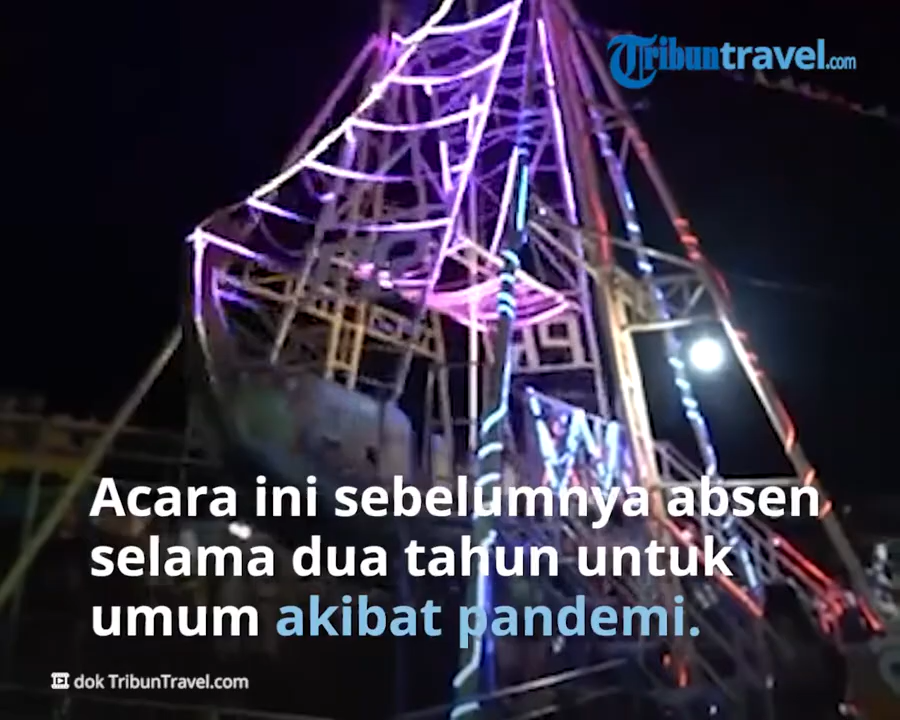 Tribuntravel.com
Acara ini sebelumnya absen
selama dua tahun untuk
umum akibat pandemi.
dok TribunTravel.com